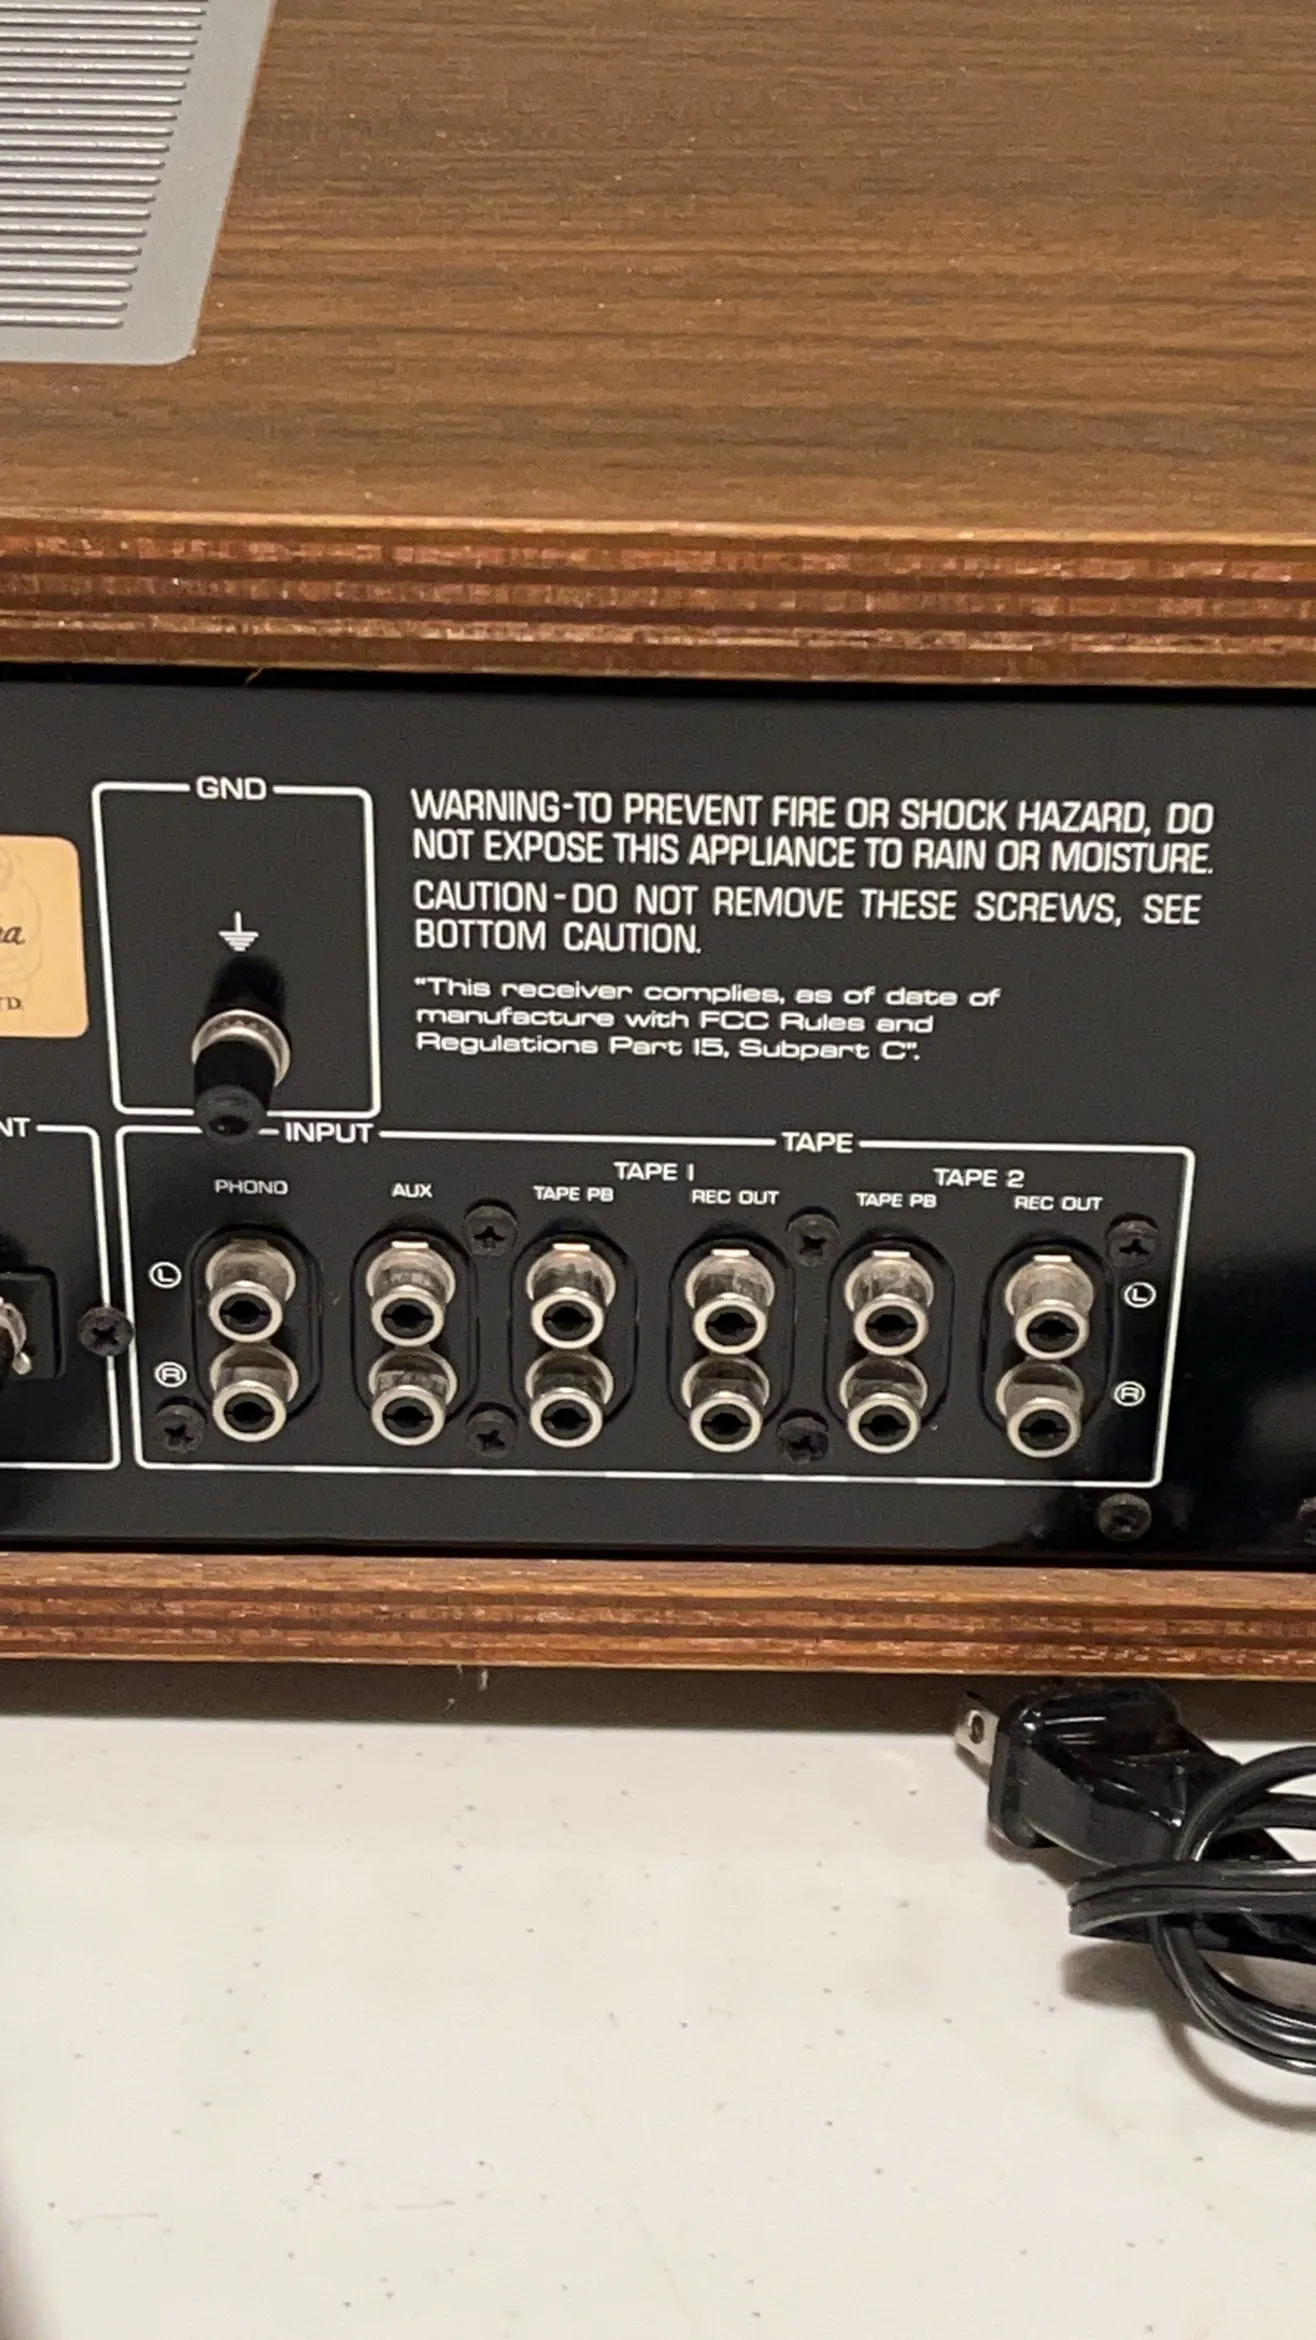 GND
WARNING-TO PREVENT FIRE OR SHOCK HAZARD, DO
NOT EXPOSE THIS APPLIANCE TO RAIN OR MOISTURE.
CAUTION-DO NOT REMOVE THESE SCREWS, SEE
BOTTOM CAUTION.
"This receiver complies, as of date of
manufacture with FCC Rules and
Regulations Part 15, Subpart C".
INPUT TAPE
TAPE 1 TAPE 2
PHONO AUX TAPE PB REC OUT TAPE PB REC OUT
L L
R R